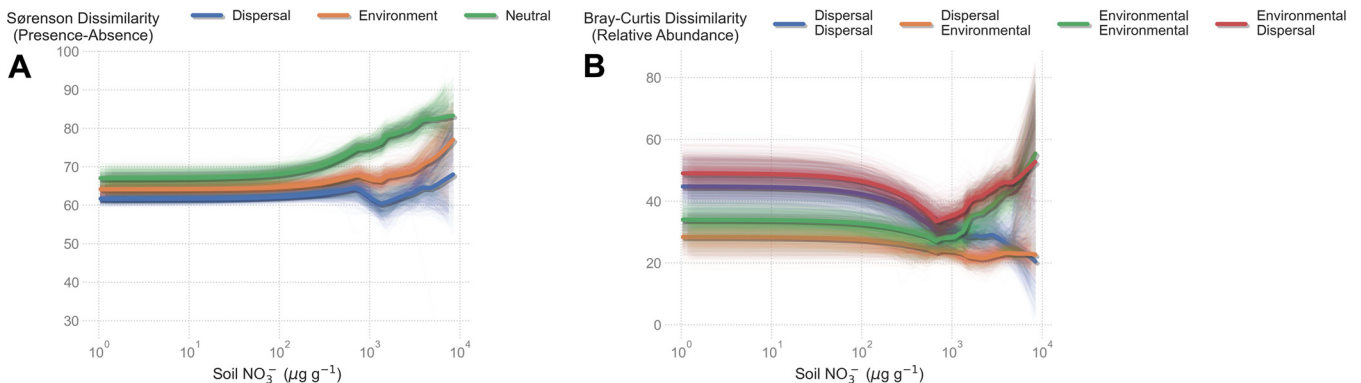 Sørenson Dissimilarity
(Presence-Absence)
Dispersal
Environment
Neutral
A
100
90
80
70
60
50
40
30
10⁰
10¹
10²
10³
10⁴
Soil NO₃⁻ (μg g⁻¹)
Bray-Curtis Dissimilarity
(Relative Abundance)
Dispersal
Dispersal
Dispersal
Environmental
Environmental
Environmental
Environmental
Dispersal
B
80
60
40
20
0
10⁰
10¹
10²
10³
10⁴
Soil NO₃⁻ (μg g⁻¹)